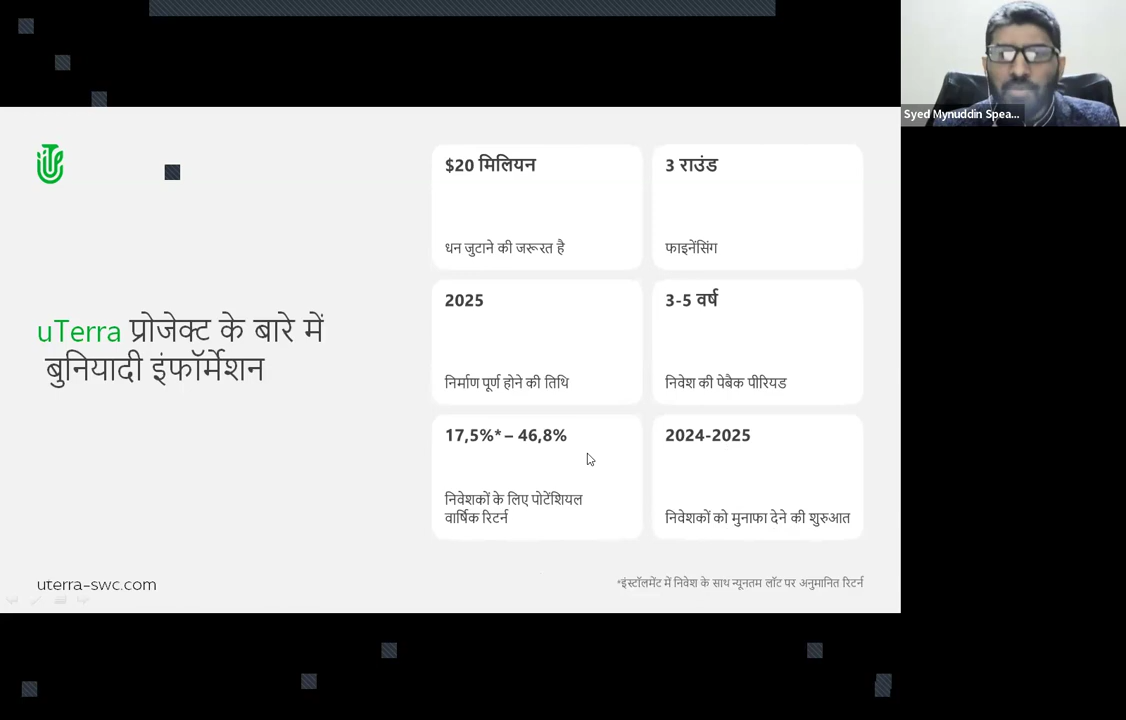 Syed Mynuddin Spea...
$20 मिलियन
धन जुटाने की जरूरत है
3 राउंड
फाइनेंसिंग
uTerra प्रोजेक्ट के बारे में
बुनियादी इंफॉर्मेशन
2025
निर्माण पूर्ण होने की तिथि
3-5 वर्ष
निवेश की पेबैक पीरियड
17,5%* – 46,8%
निवेशकों के लिए पोटेंशियल
वार्षिक रिटर्न
2024-2025
निवेशकों को मुनाफा देने की शुरुआत
uterra-swc.com
*इंस्टॉलमेंट में निवेश के साथ न्यूनतम लॉट पर अनुमानित रिटर्न